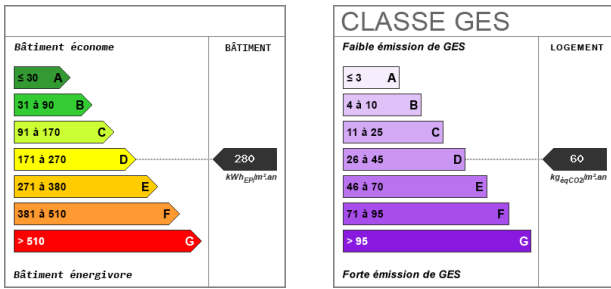 Bâtiment économe
BÂTIMENT
≤ 30 A
31 à 90 B
91 à 170 C
171 à 270 D
280
kWhEP/m².an
271 à 380 E
381 à 510 F
> 510 G
Bâtiment énergivore
CLASSE GES
Faible émission de GES
LOGEMENT
≤ 3 A
4 à 10 B
11 à 25 C
26 à 45 D
60
kgéqCO2/m².an
46 à 70 E
71 à 95 F
> 95 G
Forte émission de GES